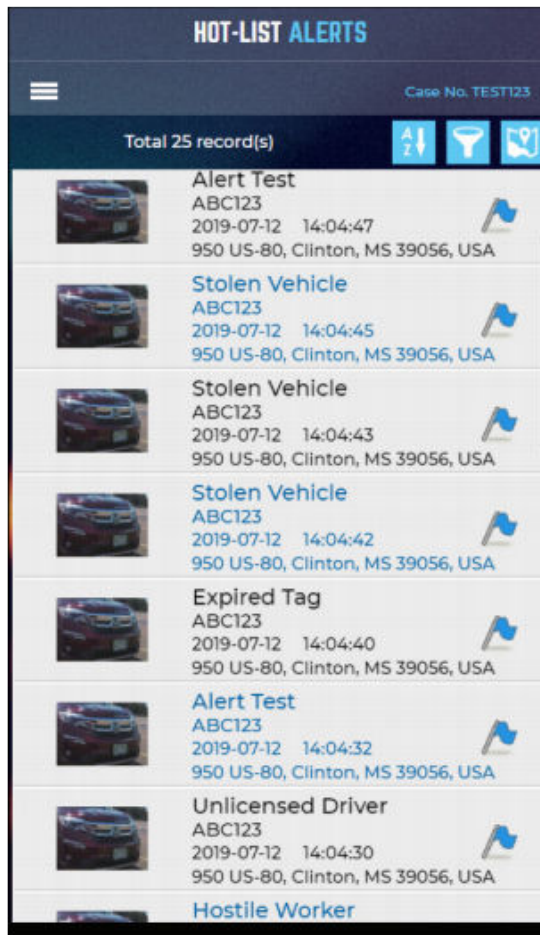 HOT-LIST ALERTS
Case No. TEST123
Total 25 record(s)
A
Z
Alert Test
ABC123
2019-07-12 14:04:47
950 US-80, Clinton, MS 39056, USA
Stolen Vehicle
ABC123
2019-07-12 14:04:45
950 US-80, Clinton, MS 39056, USA
Stolen Vehicle
ABC123
2019-07-12 14:04:43
950 US-80, Clinton, MS 39056, USA
Stolen Vehicle
ABC123
2019-07-12 14:04:42
950 US-80, Clinton, MS 39056, USA
Expired Tag
ABC123
2019-07-12 14:04:40
950 US-80, Clinton, MS 39056, USA
Alert Test
ABC123
2019-07-12 14:04:32
950 US-80, Clinton, MS 39056, USA
Unlicensed Driver
ABC123
2019-07-12 14:04:30
950 US-80, Clinton, MS 39056, USA
Hostile Worker